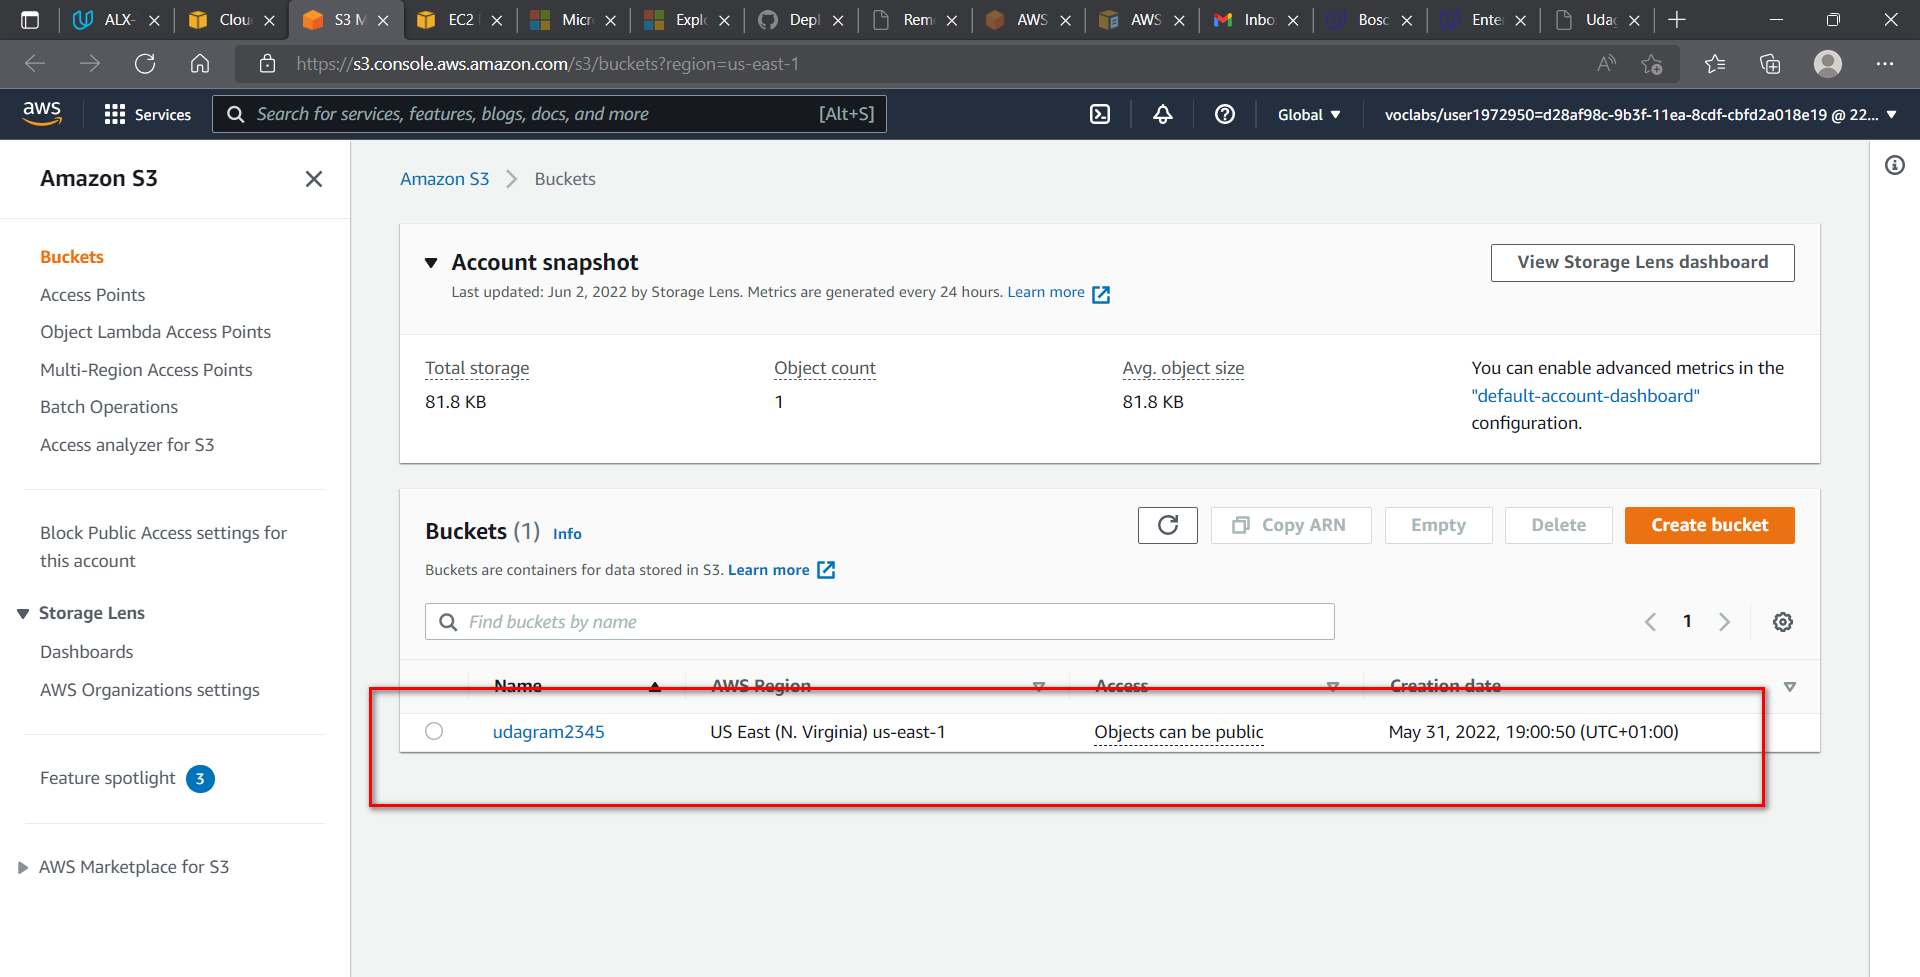 ALX-
Clou
S3 M
EC2
Micr
Expl
Depl
Rem
AWS
AWS
Inbo
Bosc
Enter
Udag
https://s3.console.aws.amazon.com/s3/buckets?region=us-east-1
aws
Services
Search for services, features, blogs, docs, and more
[Alt+S]
Global
voclabs/user1972950=d28af98c-9b3f-11ea-8cdf-cbfd2a018e19 @ 22...
Amazon S3
Buckets
Access Points
Object Lambda Access Points
Multi-Region Access Points
Batch Operations
Access analyzer for S3
Block Public Access settings for
this account
Storage Lens
Dashboards
AWS Organizations settings
Feature spotlight 3
AWS Marketplace for S3
Amazon S3 > Buckets
Account snapshot
View Storage Lens dashboard
Last updated: Jun 2, 2022 by Storage Lens. Metrics are generated every 24 hours. Learn more
Total storage
81.8 KB
Object count
1
Avg. object size
81.8 KB
You can enable advanced metrics in the
"default-account-dashboard"
configuration.
Buckets (1) Info
Copy ARN
Empty
Delete
Create bucket
Buckets are containers for data stored in S3. Learn more
Find buckets by name
1
Name
AWS Region
Access
Creation date
udagram2345
US East (N. Virginia) us-east-1
Objects can be public
May 31, 2022, 19:00:50 (UTC+01:00)